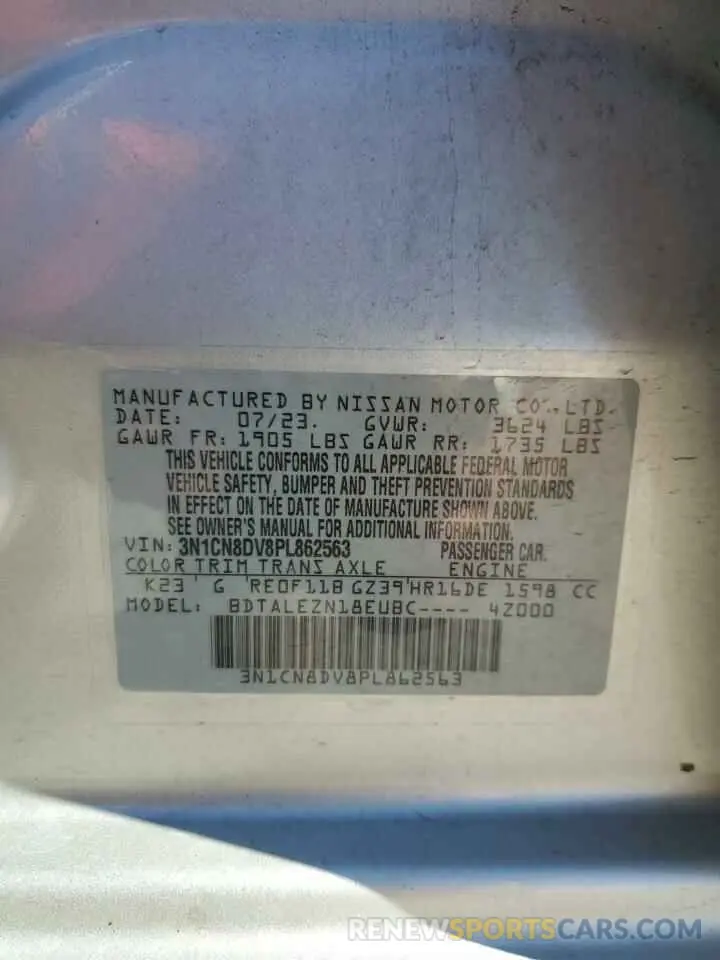 MANUFACTURED BY NISSAN MOTOR CO., LTD.
DATE: 07/23. GVWR: 3624 LBS
GAWR FR: 1905 LBS GAWR RR: 1735 LBS
THIS VEHICLE CONFORMS TO ALL APPLICABLE FEDERAL MOTOR
VEHICLE SAFETY, BUMPER AND THEFT PREVENTION STANDARDS
IN EFFECT ON THE DATE OF MANUFACTURE SHOWN ABOVE.
SEE OWNER'S MANUAL FOR ADDITIONAL INFORMATION.
VIN: 3N1CN8DV8PL862563 PASSENGER CAR.
COLOR TRIM TRANS AXLE ENGINE
K23 G RE0F11B GZ39 HR16DE 1598 CC
MODEL: BDTALEZN18EUBC---- 4Z000
3N1CN8DV8PL862563
RENEWSPORTSCARS.COM